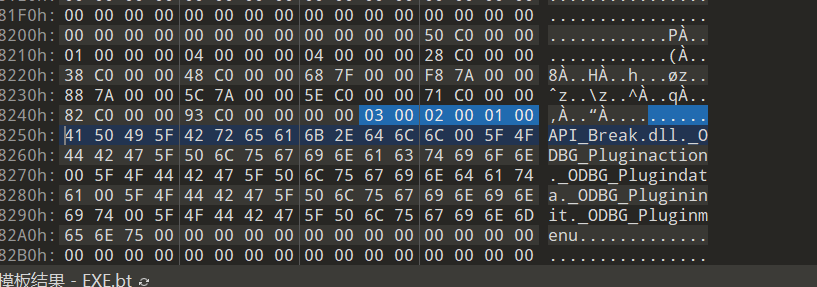 81F0h: 00 00 00 00 00 00 00 00 00 00 00 00 00 00 00 00 ................
8200h: 00 00 00 00 00 00 00 00 00 00 00 00 50 C0 00 00 ............PÀ..
8210h: 01 00 00 00 04 00 00 00 04 00 00 00 28 C0 00 00 ............(À..
8220h: 38 C0 00 00 48 C0 00 00 68 7F 00 00 F8 7A 00 00 8À..HÀ..h...øz..
8230h: 88 7A 00 00 5C 7A 00 00 5E C0 00 00 71 C0 00 00 ˆz..\z..^À..qÀ..
8240h: 82 C0 00 00 93 C0 00 00 00 00 03 00 02 00 01 00 ‚À..“À..........
8250h: 41 50 49 5F 42 72 65 61 6B 2E 64 6C 6C 00 5F 4F API_Break.dll._O
8260h: 44 42 47 5F 50 6C 75 67 69 6E 61 63 74 69 6F 6E DBG_Pluginaction
8270h: 00 5F 4F 44 42 47 5F 50 6C 75 67 69 6E 64 61 74 ._ODBG_Plugindat
8280h: 61 00 5F 4F 44 42 47 5F 50 6C 75 67 69 6E 69 6E a._ODBG_Pluginin
8290h: 69 74 00 5F 4F 44 42 47 5F 50 6C 75 67 69 6E 6D it._ODBG_Pluginm
82A0h: 65 6E 75 00 00 00 00 00 00 00 00 00 00 00 00 00 enu.............
82B0h: 00 00 00 00 00 00 00 00 00 00 00 00 00 00 00 00 ................
模板结果 - EXE.bt